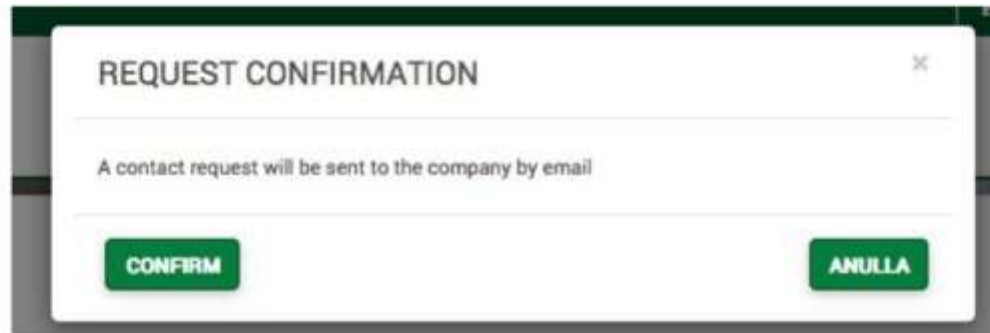 REQUEST CONFIRMATION
×
A contact request will be sent to the company by email
CONFIRM
ANULLA